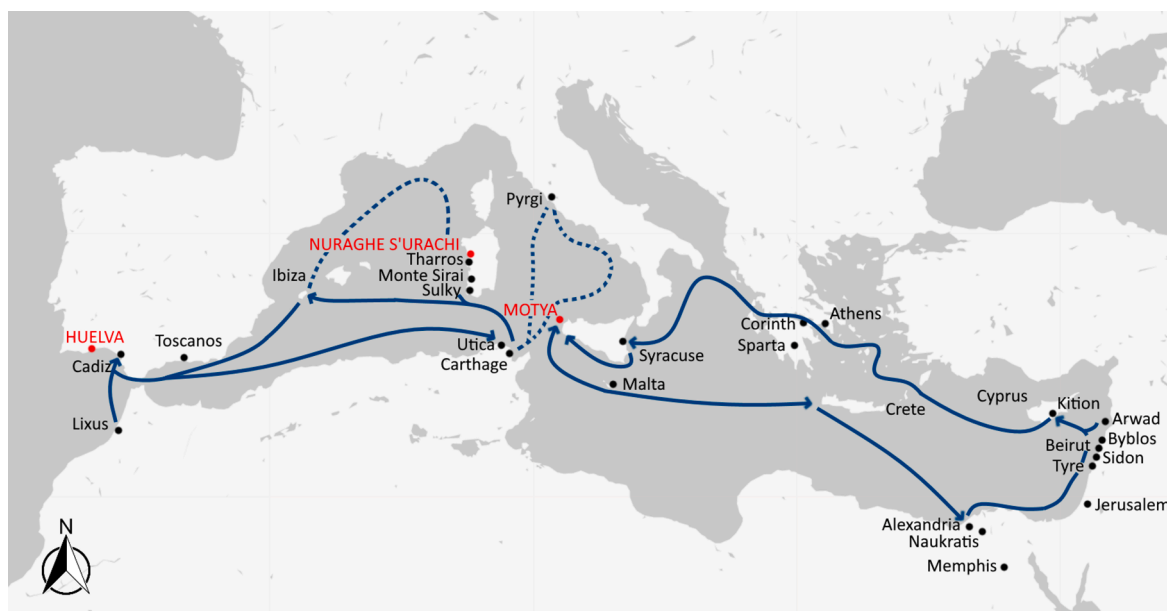 Pyrgi
NURAGHE S'URACHI
Tharros
Monte Sirai
Sulky
Ibiza
MOTYA
HUELVA
Cadiz
Toscanos
Utica
Carthage
Lixus
Syracuse
Malta
Corinth
Athens
Sparta
Crete
Cyprus
Kition
Arwad
Byblos
Beirut
Sidon
Tyre
Jerusalem
Alexandria
Naukratis
Memphis
N